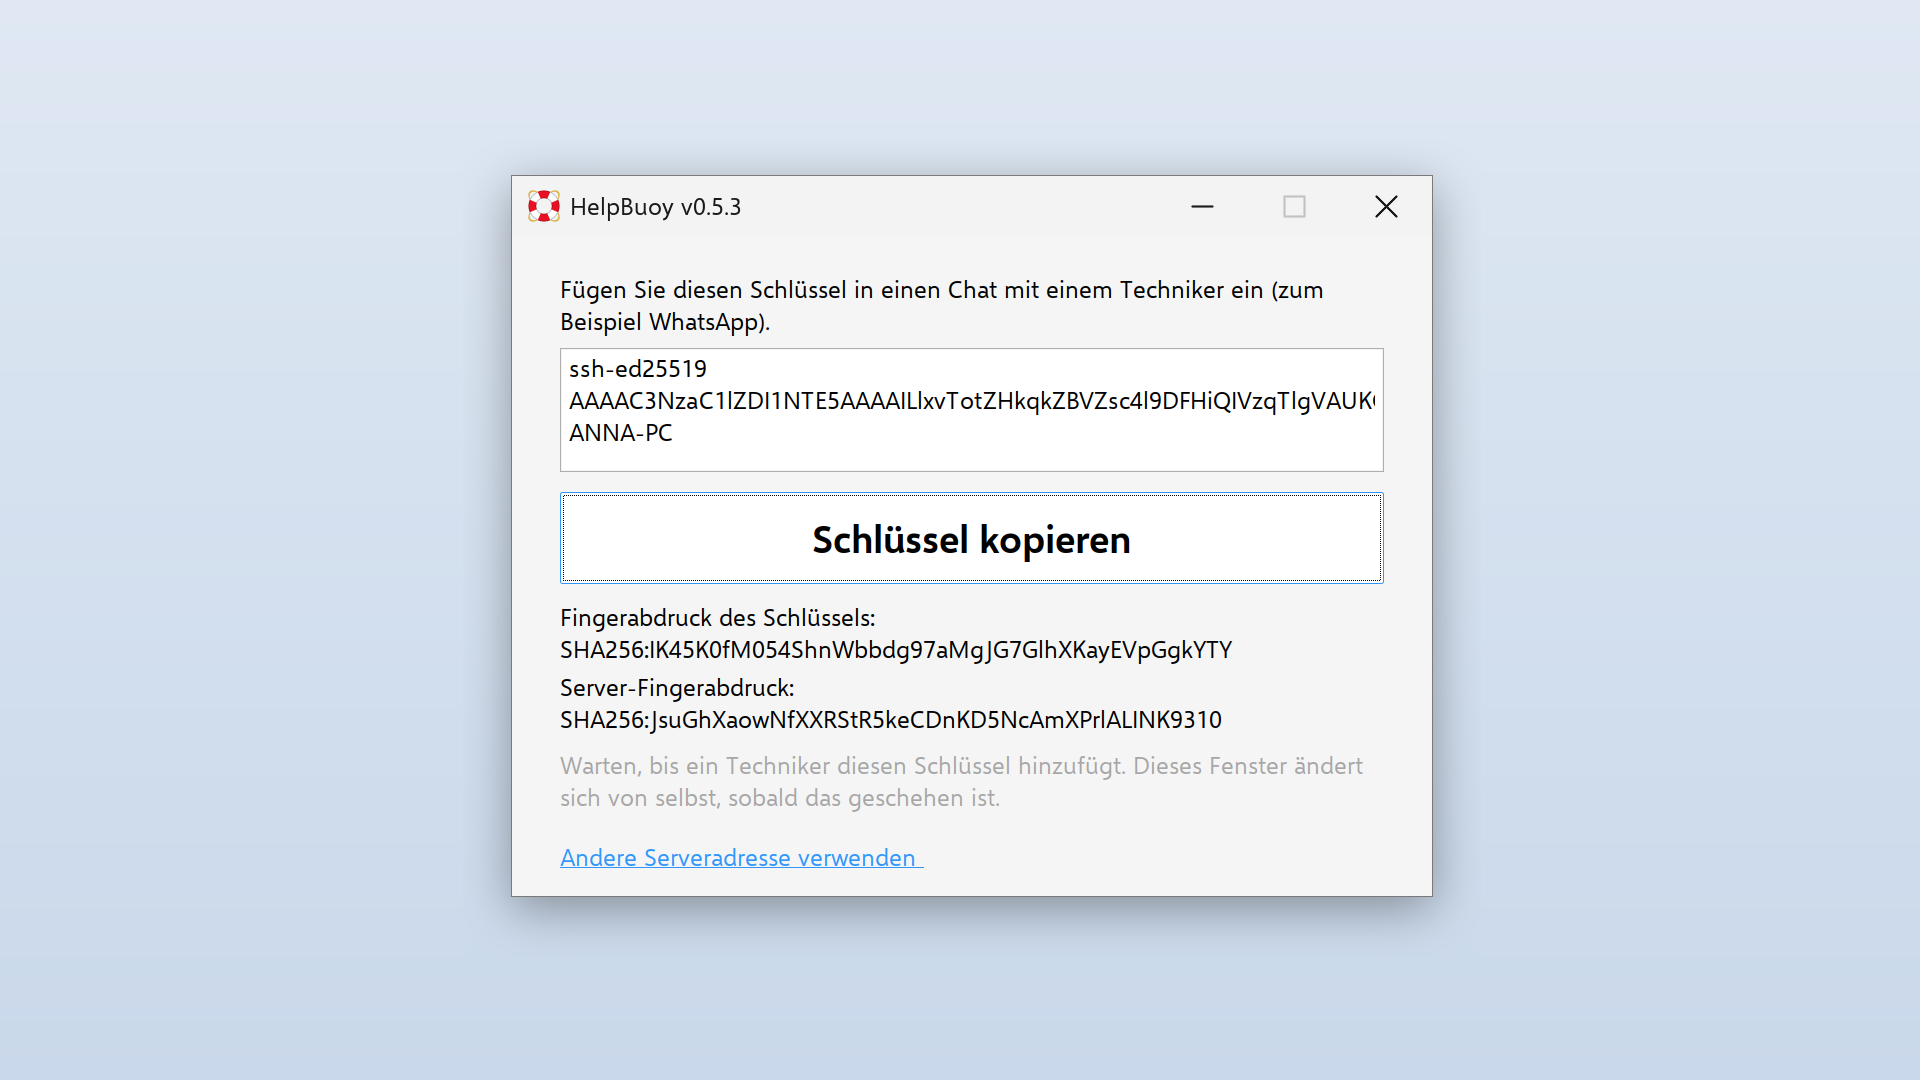 HelpBuoy v0.5.3
Fügen Sie diesen Schlüssel in einen Chat mit einem Techniker ein (zum
Beispiel WhatsApp).
ssh-ed25519
AAAAC3NzaC1lZDI1NTE5AAAAILlxvTotZHkqkZBVZsc4l9DFHiQIVzqTlgVAUK
ANNA-PC
Schlüssel kopieren
Fingerabdruck des Schlüssels:
SHA256:IK45K0fM054ShnWbbdg97aMgJG7GlhXKayEVpGgkYTY
Server-Fingerabdruck:
SHA256:JsuGhXaowNfXXRStR5keCDnKD5NcAmXPrlALINK9310
Warten, bis ein Techniker diesen Schlüssel hinzufügt. Dieses Fenster ändert
sich von selbst, sobald das geschehen ist.
Andere Serveradresse verwenden